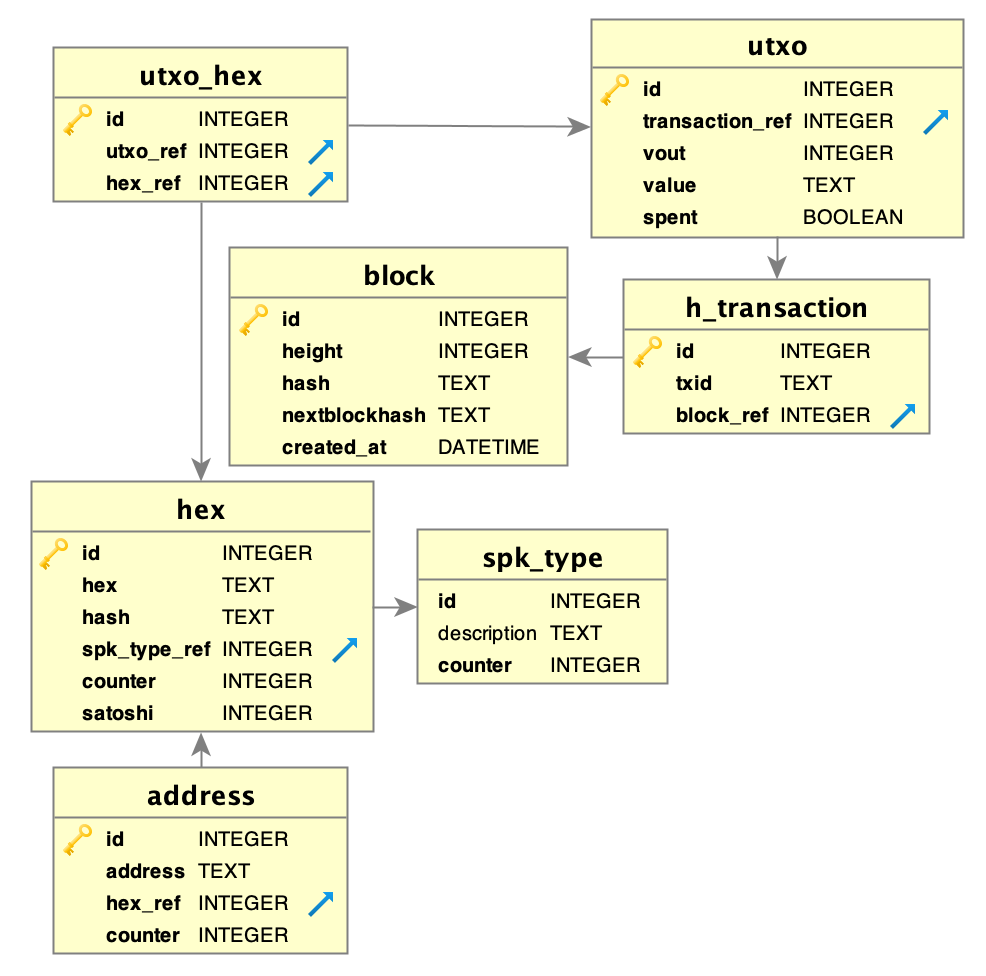 utxo_hex
id INTEGER
utxo_ref INTEGER
hex_ref INTEGER
utxo
id INTEGER
transaction_ref INTEGER
vout INTEGER
value TEXT
spent BOOLEAN
block
id INTEGER
height INTEGER
hash TEXT
nextblockhash TEXT
created_at DATETIME
h_transaction
id INTEGER
txid TEXT
block_ref INTEGER
hex
id INTEGER
hex TEXT
hash TEXT
spk_type_ref INTEGER
counter INTEGER
satoshi INTEGER
spk_type
id INTEGER
description TEXT
counter INTEGER
address
id INTEGER
address TEXT
hex_ref INTEGER
counter INTEGER